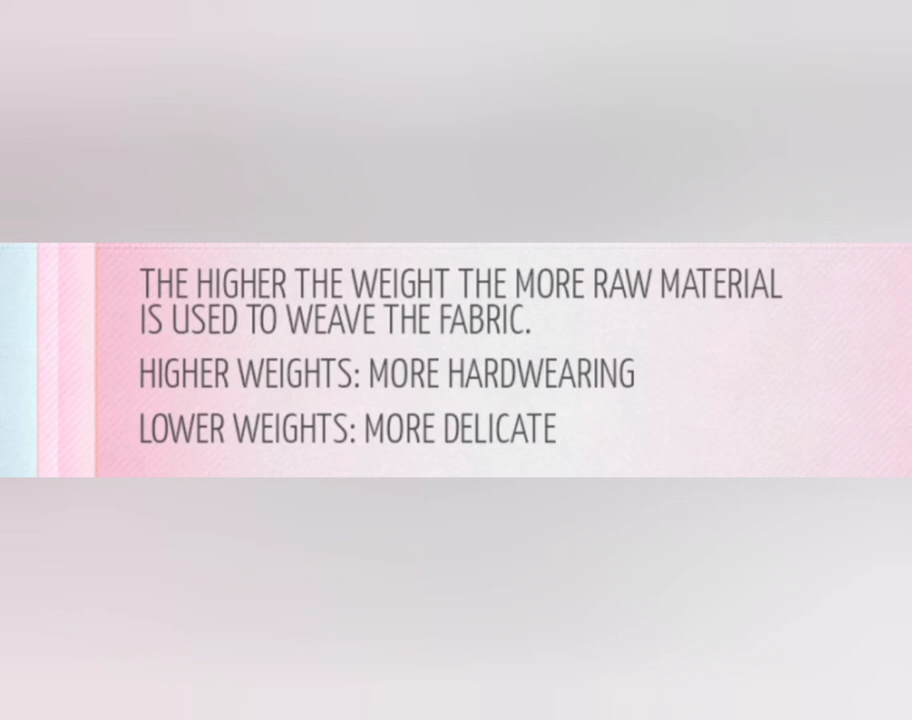 THE HIGHER THE WEIGHT THE MORE RAW MATERIAL
IS USED TO WEAVE THE FABRIC.
HIGHER WEIGHTS: MORE HARDWEARING
LOWER WEIGHTS: MORE DELICATE